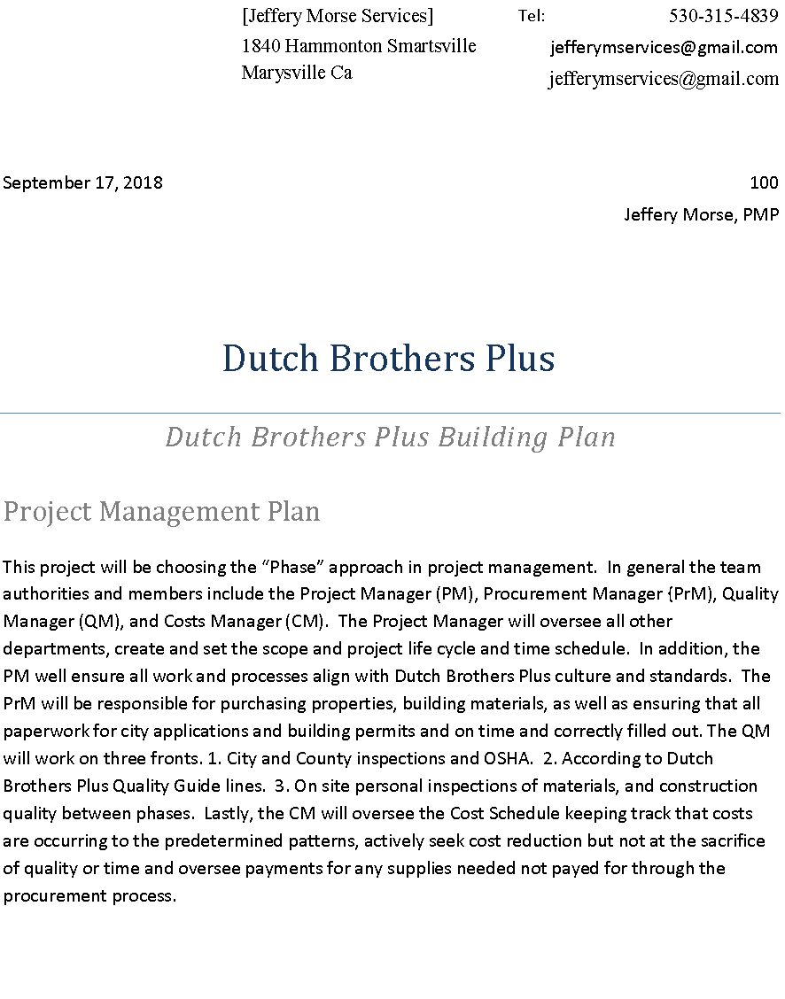 [Jeffery Morse Services] Tel: 530-315-4839
1840 Hammonton Smartsville jefferymservices@gmail.com
Marysville Ca jefferymservices@gmail.com
September 17, 2018 100
Jeffery Morse, PMP
Dutch Brothers Plus
Dutch Brothers Plus Building Plan
Project Management Plan
This project will be choosing the “Phase” approach in project management.  In general the team
authorities and members include the Project Manager (PM), Procurement Manager {PrM), Quality
Manager (QM), and Costs Manager (CM).  The Project Manager will oversee all other
departments, create and set the scope and project life cycle and time schedule.  In addition, the
PM well ensure all work and processes align with Dutch Brothers Plus culture and standards.  The
PrM will be responsible for purchasing properties, building materials, as well as ensuring that all
paperwork for city applications and building permits and on time and correctly filled out. The QM
will work on three fronts. 1. City and County inspections and OSHA.  2. According to Dutch
Brothers Plus Quality Guide lines.  3. On site personal inspections of materials, and construction
quality between phases.  Lastly, the CM will oversee the Cost Schedule keeping track that costs
are occurring to the predetermined patterns, actively seek cost reduction but not at the sacrifice
of quality or time and oversee payments for any supplies needed not payed for through the
procurement process.